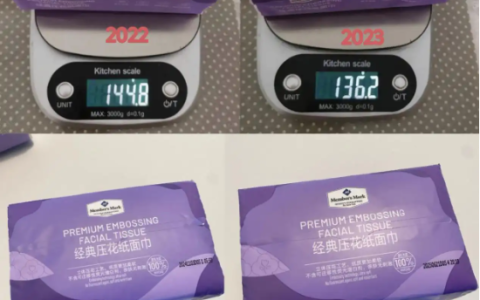 2022
Kitchen scale
144.8
UNIT
O/T
MAX 3000g d=0.1g
2023
Kitchen scale
136.2
UNIT
O/T
MAX 3000g d=0.1g
Member's Mark
PREMIUM EMBOSSING
FACIAL TISSUE
经典压花纸面巾
100%
Member's Mark
PREMIUM EMBOSSING
FACIAL TISSUE
经典压花纸面巾
100%